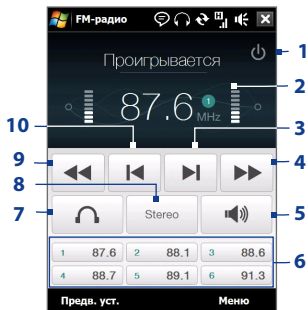 FM-радио
Проигрывается
1
2
87.6
1
MHz
10
3
9
4
8
7
Stereo
5
1 87.6 2 88.1 3 88.6
6
4 88.7 5 89.1 6 91.3
Предв. уст. Меню